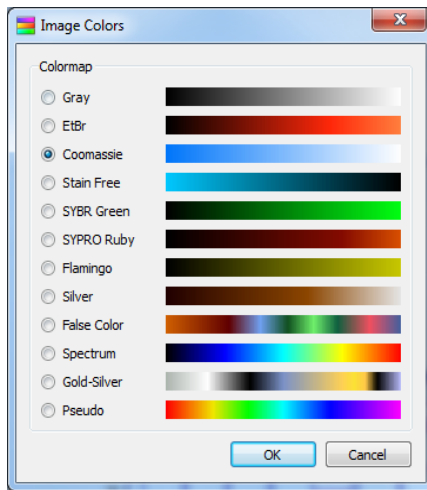 Image Colors
Colormap
Gray
EtBr
Coomassie
Stain Free
SYBR Green
SYPRO Ruby
Flamingo
Silver
False Color
Spectrum
Gold-Silver
Pseudo
OK Cancel